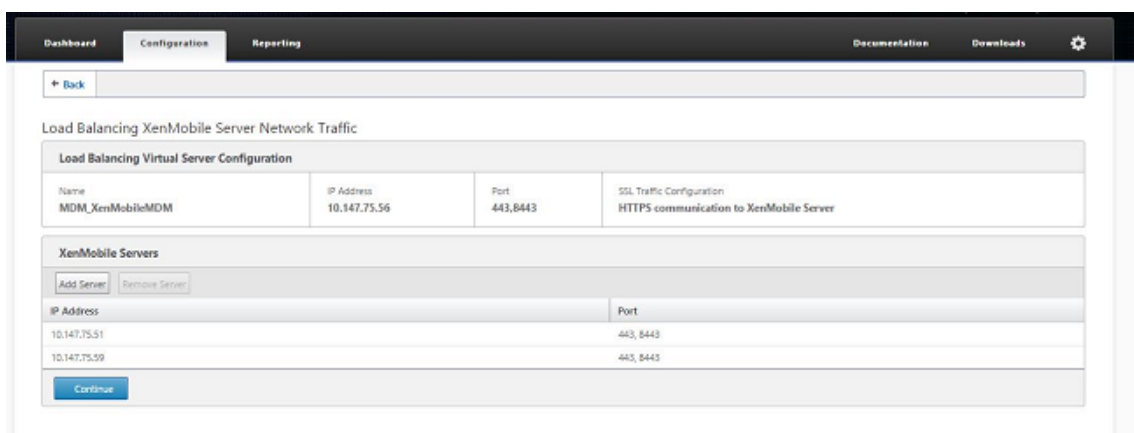 Dashboard Configuration Reporting Documentation Downloads
← Back
Load Balancing XenMobile Server Network Traffic
Load Balancing Virtual Server Configuration
Name IP Address Port SSL Traffic Configuration
MDM_XenMobileMDM 10.147.75.56 443,8443 HTTPS communication to XenMobile Server
XenMobile Servers
Add Server Remove Server
IP Address Port
10.147.75.51 443, 8443
10.147.75.59 443, 8443
Continue